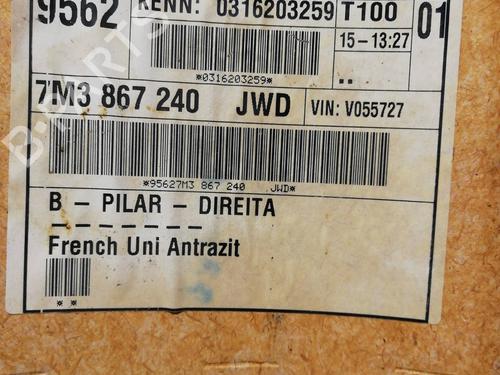 9562 KENN: 0316203259 T100 01
15-13:27
*0316203259*
7M3 867 240 JWD VIN: V055727
*95627M3 867 240 JWD*
B - PILAR - DIREITA
- - - - - - -
French Uni Antrazit
* *